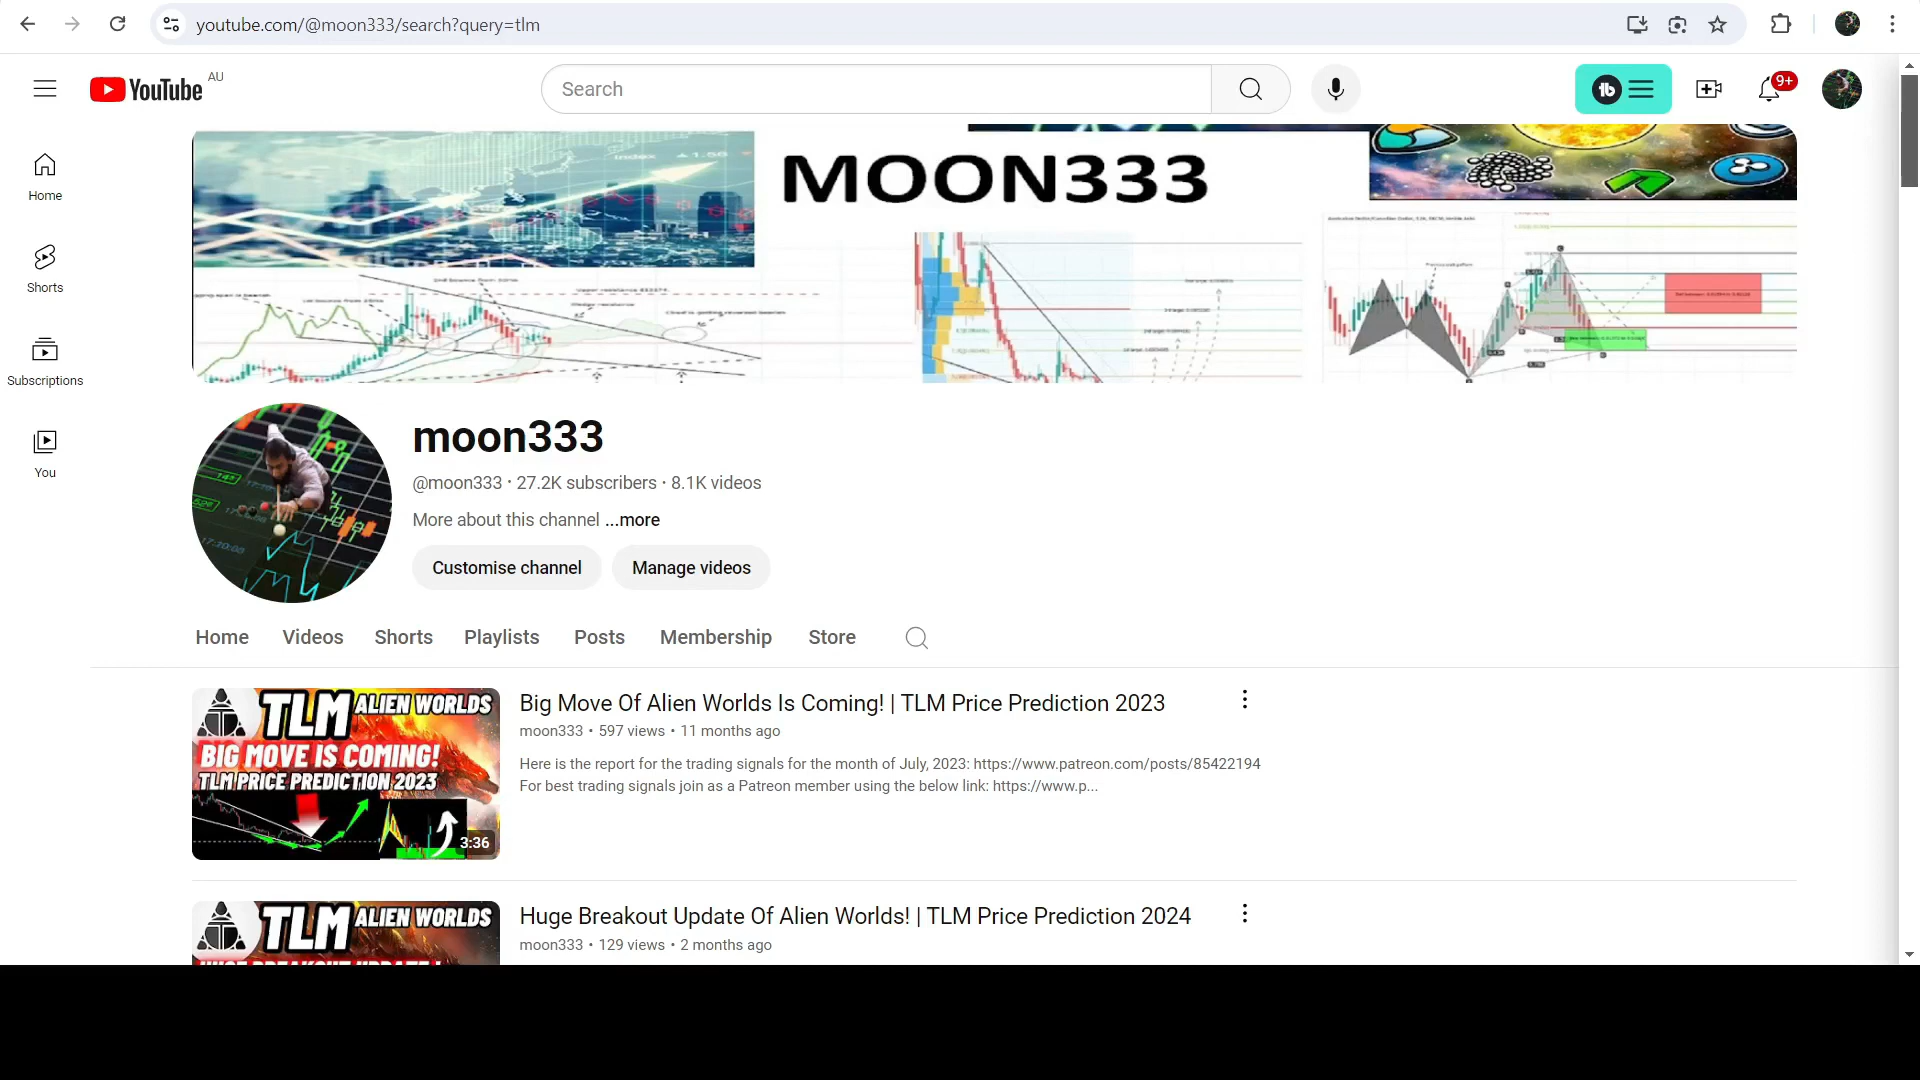 youtube.com/@moon333/search?query=tlm
YouTube AU
Search
9+
Home
Shorts
Subscriptions
You
MOON333
moon333
@moon333 • 27.2K subscribers • 8.1K videos
More about this channel ...more
Customise channel
Manage videos
Home Videos Shorts Playlists Posts Membership Store
TLM ALIEN WORLDS
BIG MOVE IS COMING!
TLM PRICE PREDICTION 2023
3:36
Big Move Of Alien Worlds Is Coming! | TLM Price Prediction 2023
moon333 • 597 views • 11 months ago
Here is the report for the trading signals for the month of July, 2023: https://www.patreon.com/posts/85422194
For best trading signals join as a Patreon member using the below link: https://www.p...
TLM ALIEN WORLDS
Huge Breakout Update Of Alien Worlds! | TLM Price Prediction 2024
moon333 • 129 views • 2 months ago